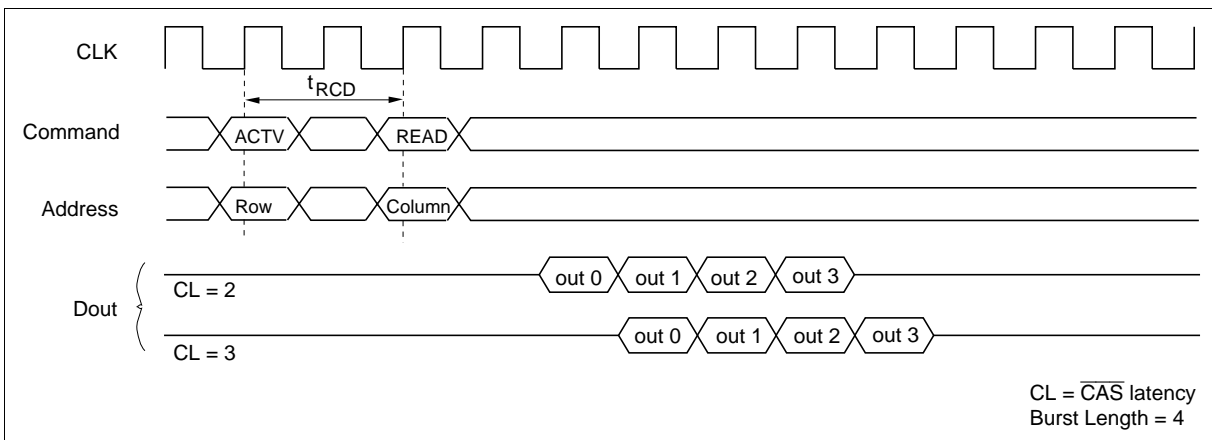 CLK
tRCD
Command ACTV READ
Address Row Column
Dout
CL = 2 out 0 out 1 out 2 out 3
CL = 3 out 0 out 1 out 2 out 3
CL = C̅A̅S̅ latency
Burst Length = 4